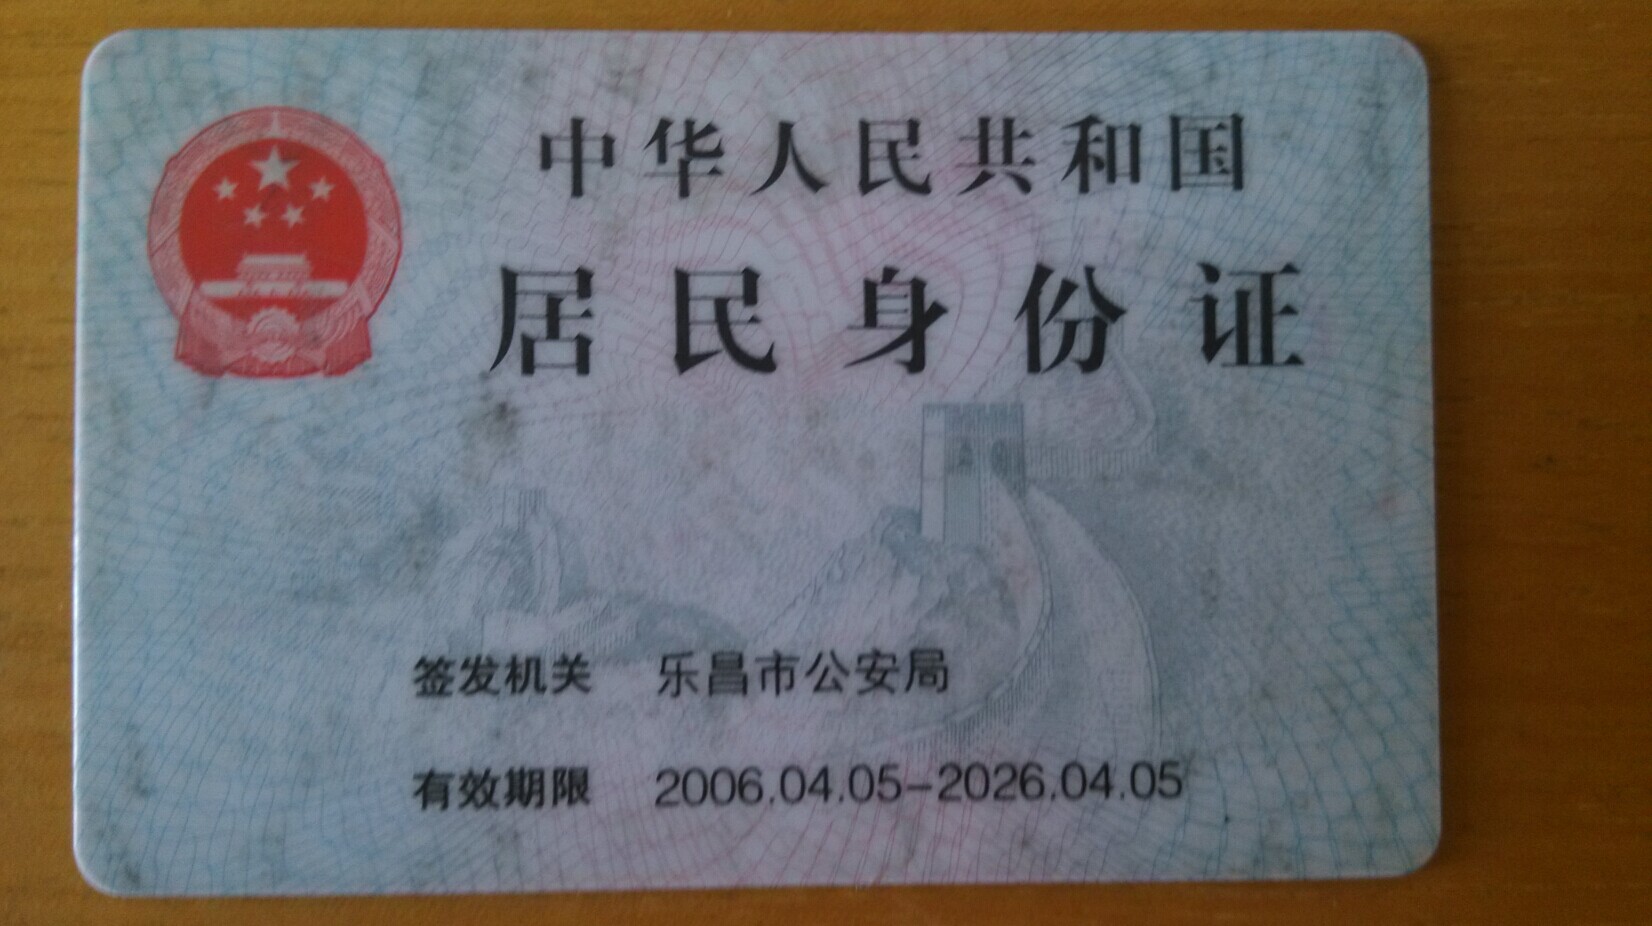 中华人民共和国
居民身份证
签发机关 乐昌市公安局
有效期限 2006.04.05-2026.04.05